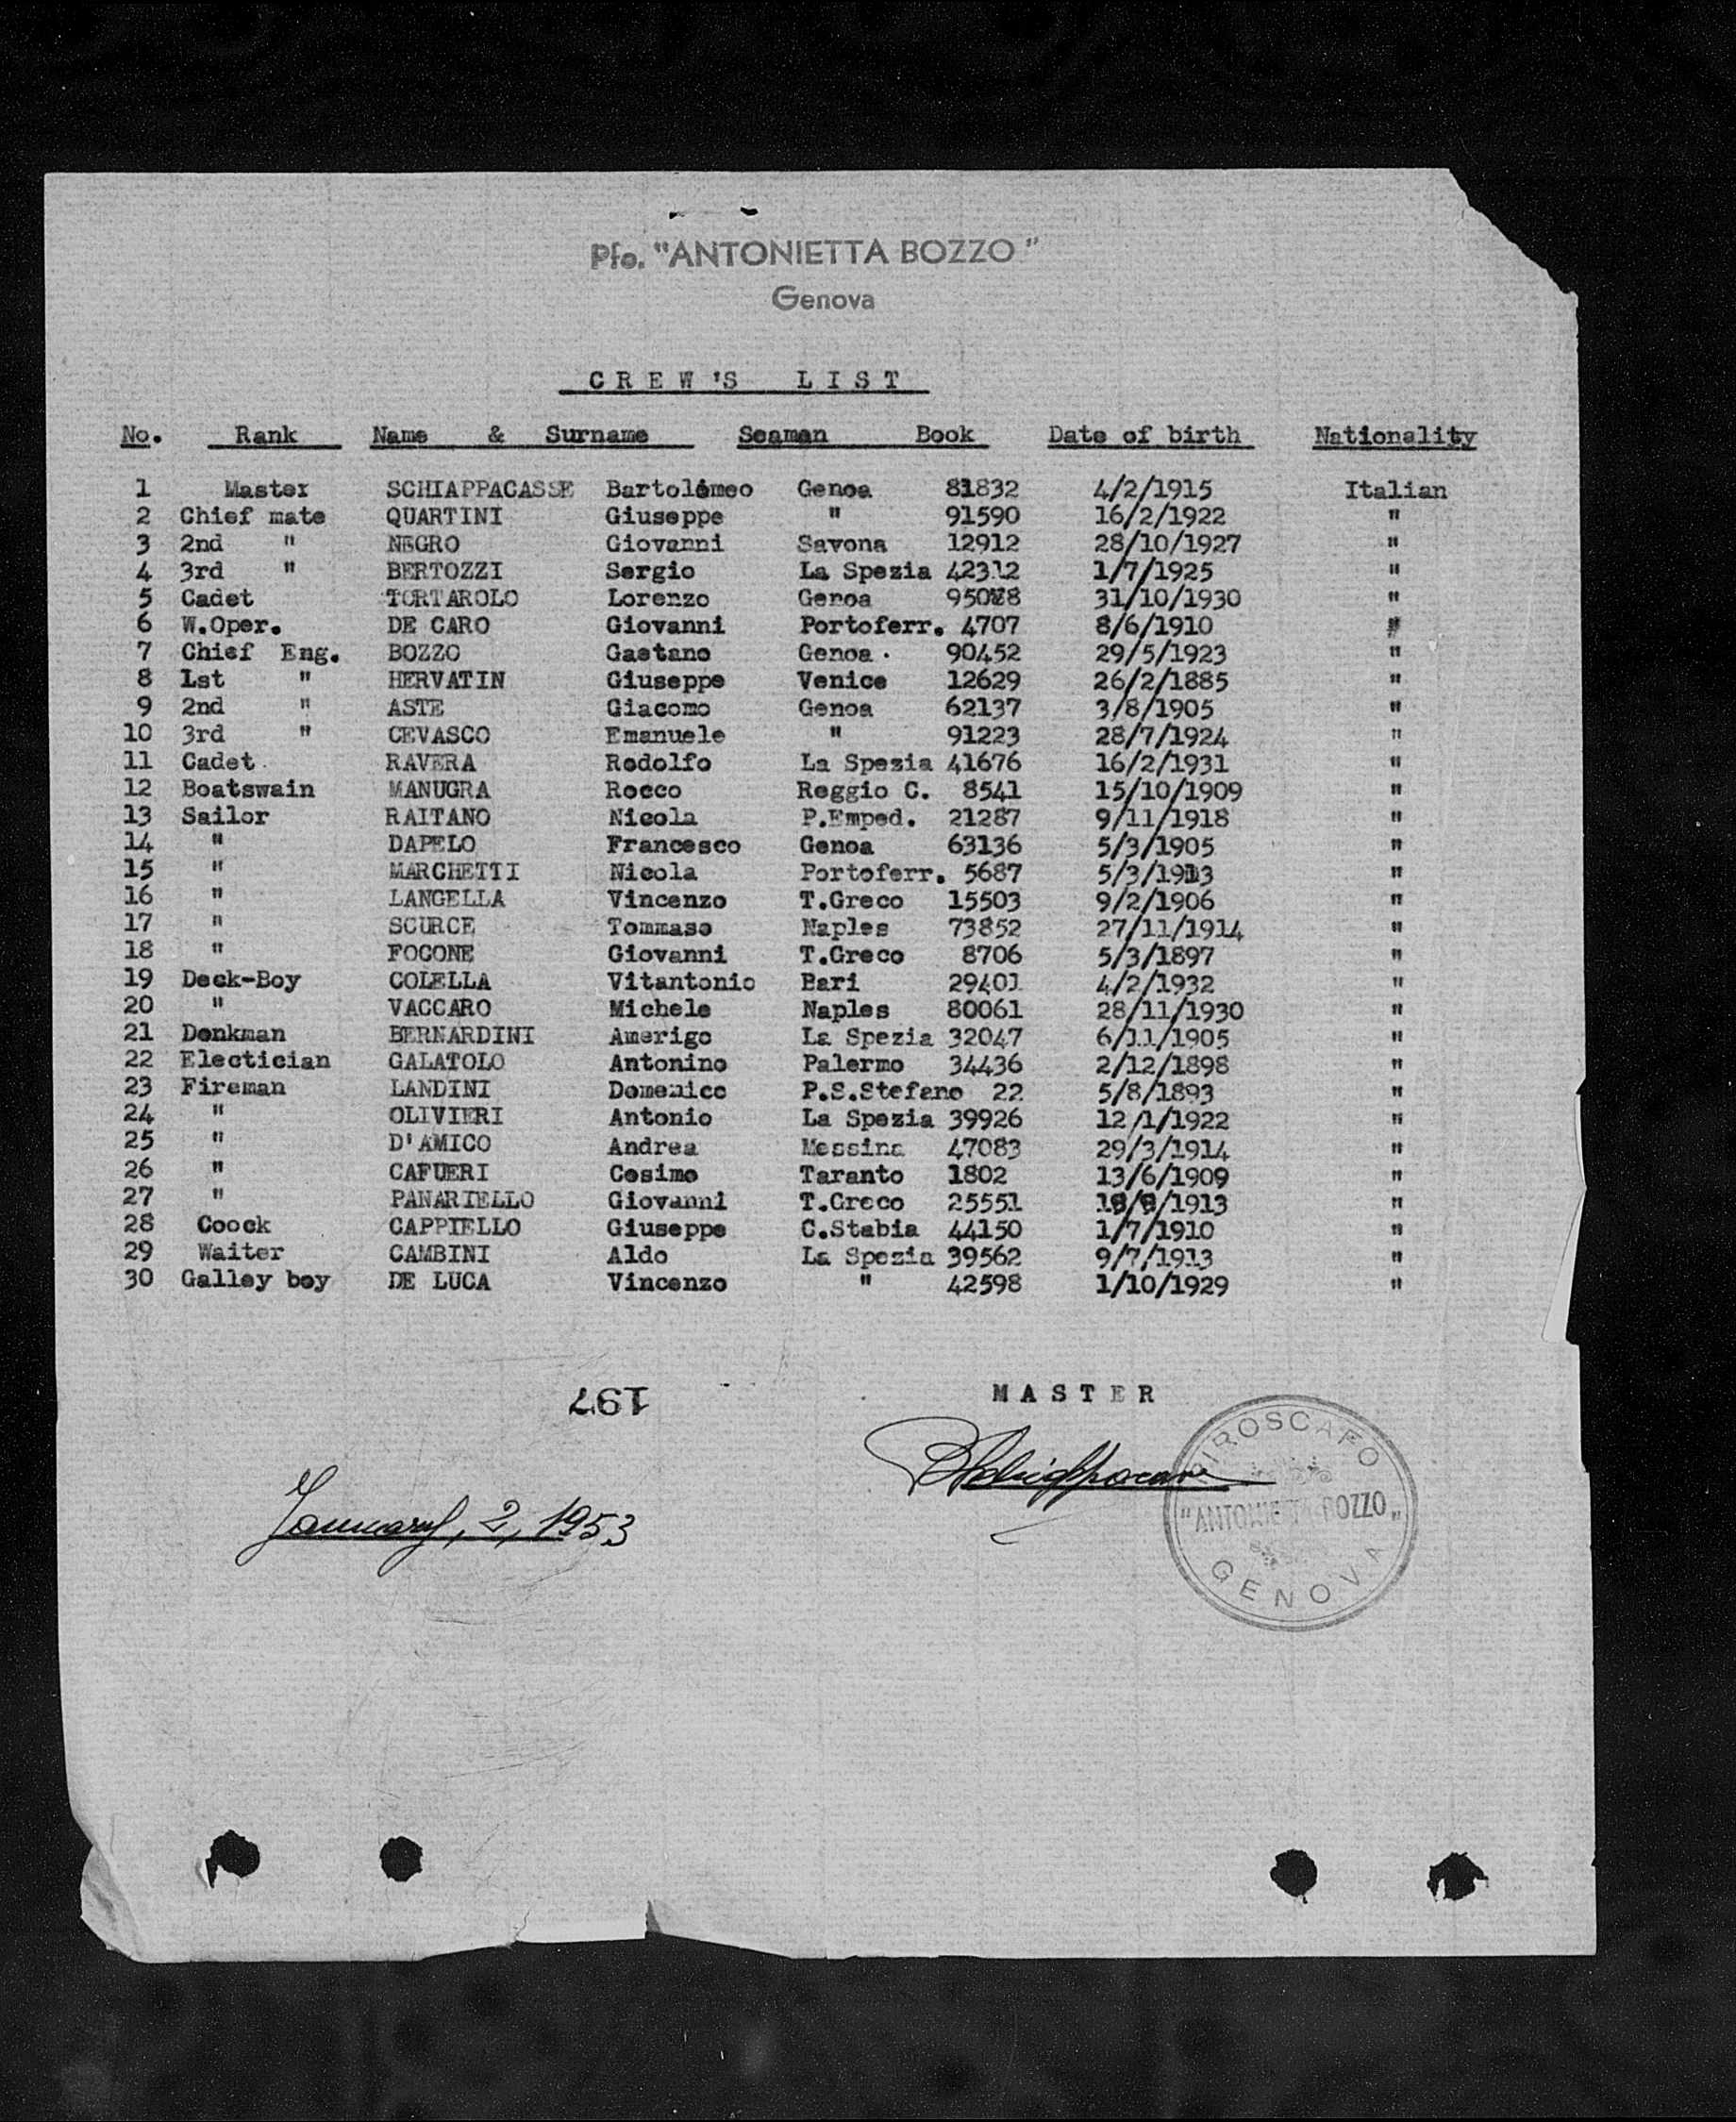 Pfo. "ANTONIETTA BOZZO"
Genova
CREW'S LIST
No. Rank Name & Surname Seaman Book Date of birth Nationality
1 Master SCHIAPPACASSE Bartolomeo Genoa 81832 4/2/1915 Italian
2 Chief mate QUARTINI Giuseppe " 91590 16/2/1922 "
3 2nd " NEGRO Giovanni Savona 12912 28/10/1927 "
4 3rd " BERTOZZI Sergio La Spezia 42312 1/7/1925 "
5 Cadet TORTAROLO Lorenzo Genoa 31/10/1930 "
6 W.Oper. DE CARO Giovanni Portoferr. 4707 8/6/1910 "
7 Chief Eng. BOZZO Gaetano Genoa 90452 29/5/1923 "
8 1st " HERVATIN Giuseppe Venice 12629 26/2/1885 "
9 2nd " ASTE Giacomo Genoa 62137 3/8/1905 "
10 3rd " CEVASCO Emanuele " 91223 28/7/1924 "
11 Cadet RAVERA Rodolfo La Spezia 41676 16/2/1931 "
12 Boatswain MANUGRA Rocco Reggio C. 8541 15/10/1909 "
13 Sailor RAITANO Nicola P.Emped. 21287 9/11/1918 "
14 " DAPELO Francesco Genoa 63136 5/3/1905 "
15 " MARCHETTI Nicola Portoferr. 5687 5/3/1913 "
16 " LANGELLA Vincenzo T.Greco 15503 9/2/1906 "
17 " SCURCE Tommaso Naples 73852 27/11/1914 "
18 " FOGONE Giovanni T.Greco 8706 5/3/1897 "
19 Deck-Boy COLELLA Vitantonio Bari 29401 4/2/1932 "
20 " VACCARO Michele Naples 80061 28/11/1930 "
21 Donkman BERNARDINI Amerigo La Spezia 32047 6/11/1905 "
22 Electician GALATOLO Antonino Palermo 34436 2/12/1898 "
23 Fireman LANDINI Domenico P.S.Stefano 22 5/8/1893 "
24 " OLIVIERI Antonio La Spezia 39926 12/1/1922 "
25 " D'AMICO Andrea Messina 47083 29/3/1914 "
26 " CAFUERI Cosimo Taranto 1802 13/6/1909 "
27 " PANARIELLO Giovanni T.Greco 25551 "
28 Coock CAPPIELLO Giuseppe C.Stabia 44150 1/7/1910 "
29 Waiter CAMBINI Aldo La Spezia 39562 9/7/1913 "
30 Galley boy DE LUCA Vincenzo " 42598 1/10/1929 "
197
MASTER
January, 2, 1953
PIROSCAFO
"ANTONIETTA BOZZO"
GENOVA